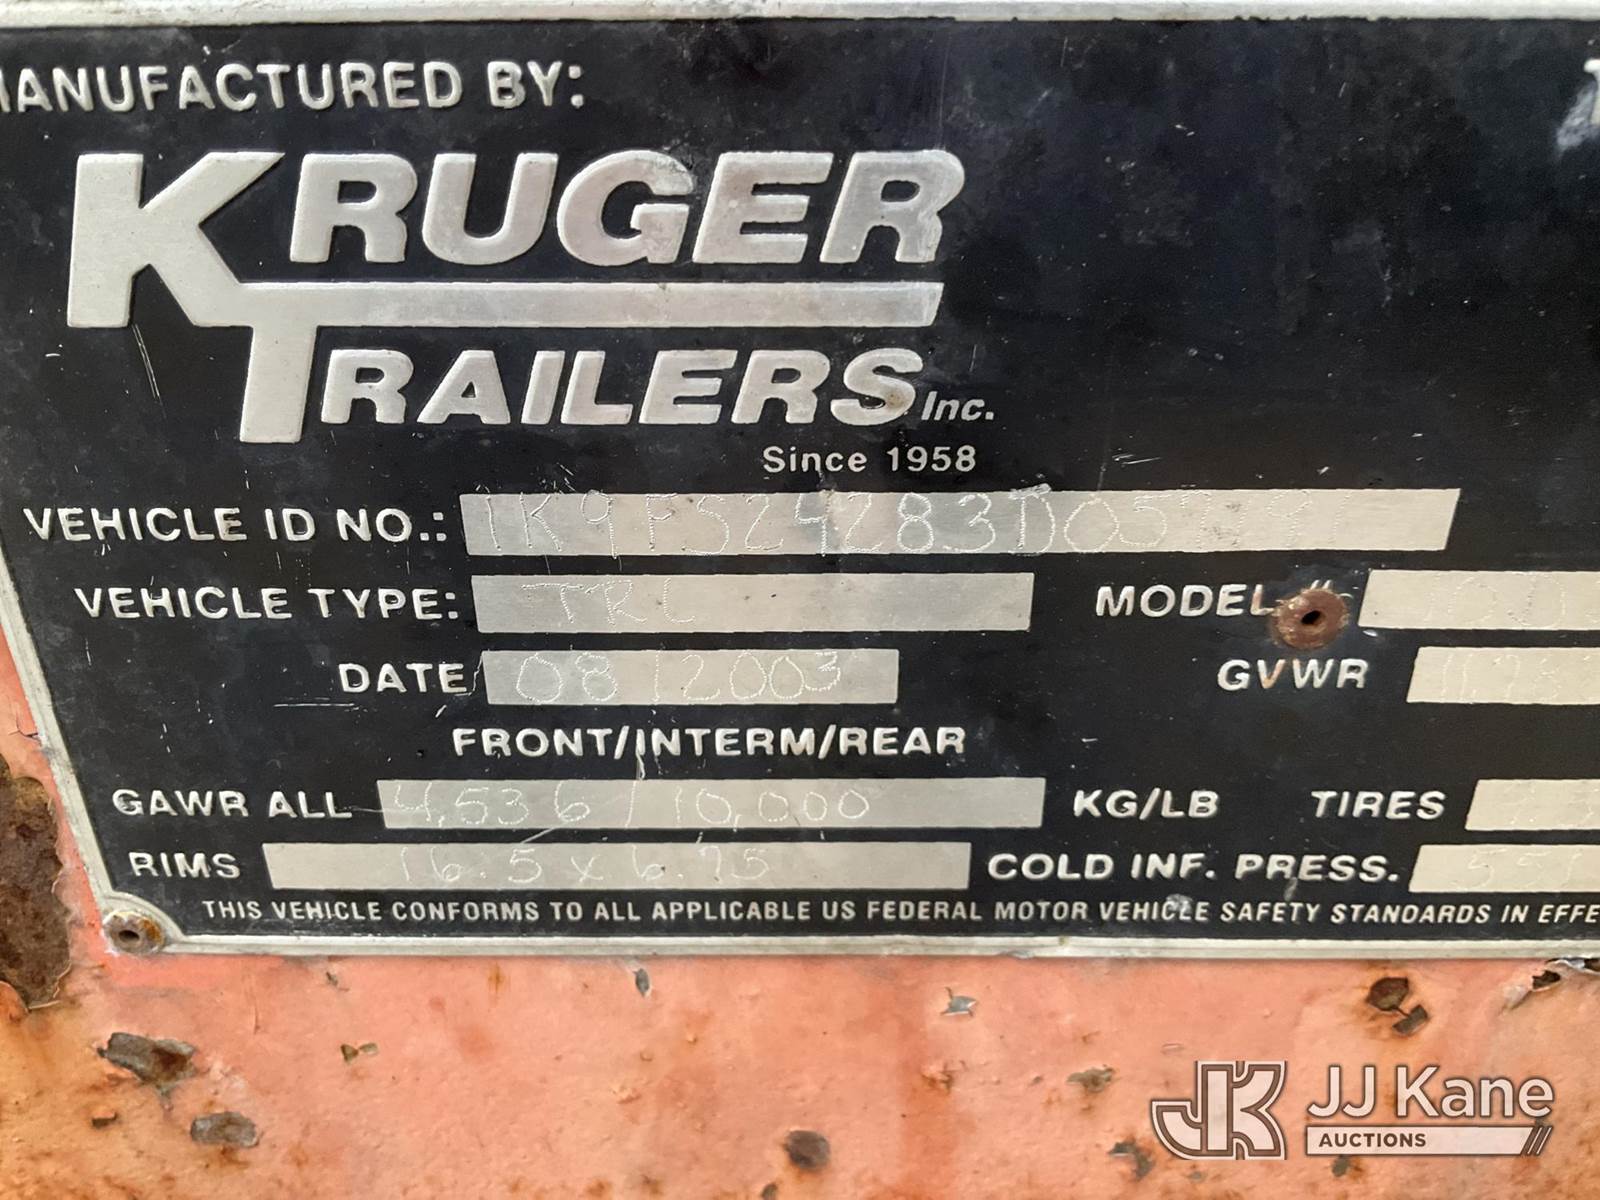 MANUFACTURED BY:
KRUGER
TRAILERS Inc.
Since 1958
VEHICLE ID NO.:
VEHICLE TYPE: TRL MODEL #
DATE 08/2003 GVWR
FRONT/INTERM/REAR
GAWR ALL 4,536/10,000 KG/LB TIRES
RIMS 16.5 x 6.75 COLD INF. PRESS.
THIS VEHICLE CONFORMS TO ALL APPLICABLE US FEDERAL MOTOR VEHICLE SAFETY STANDARDS IN
JJ Kane
AUCTIONS